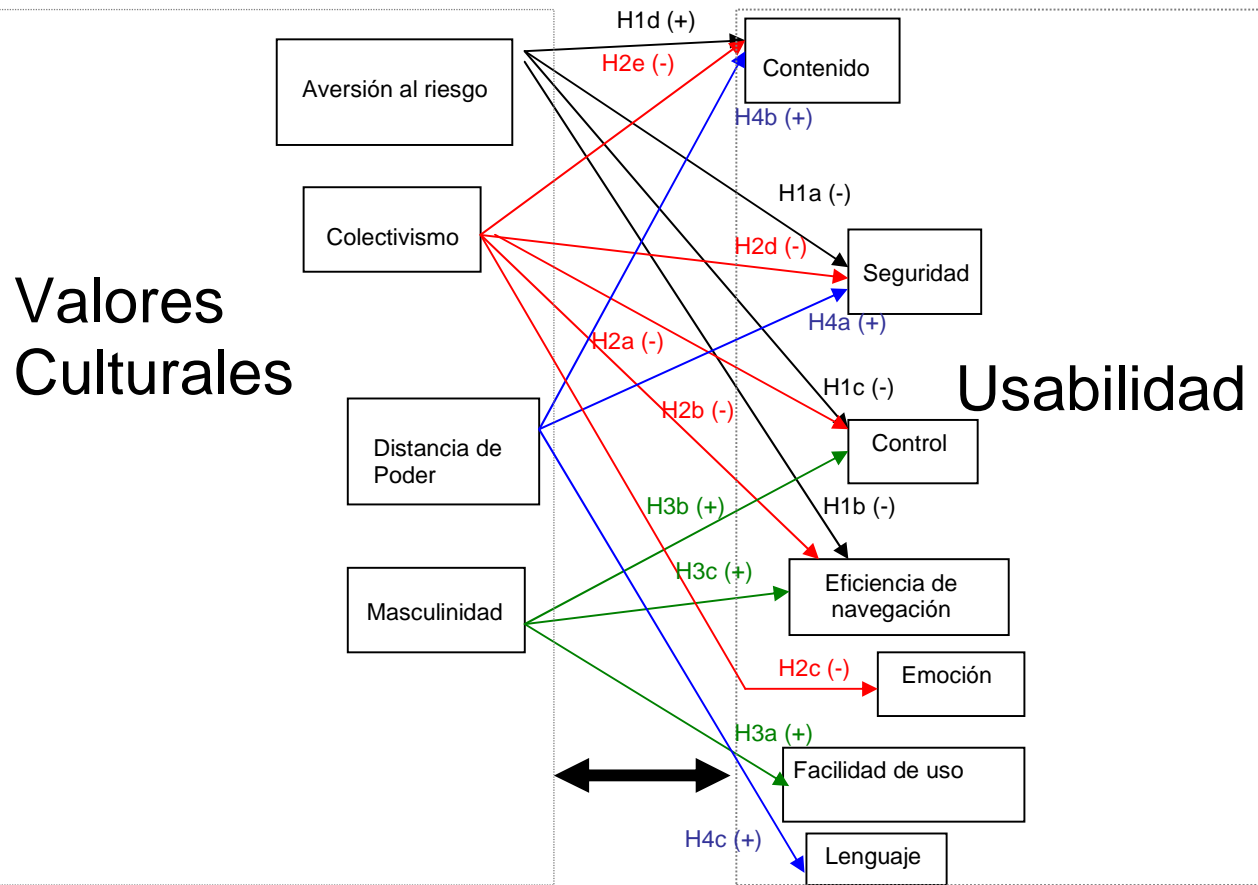 H1d (+)
Contenido
H2e (-)
Aversión al riesgo
H4b (+)
H1a (-)
Colectivismo
H2d (-)
Seguridad
Valores
Culturales
H4a (+)
H2a (-)
H1c (-)
Usabilidad
H2b (-)
Control
Distancia de
Poder
H3b (+)
H1b (-)
H3c (+)
Eficiencia de
navegación
Masculinidad
H2c (-)
Emoción
H3a (+)
Facilidad de uso
H4c (+)
Lenguaje